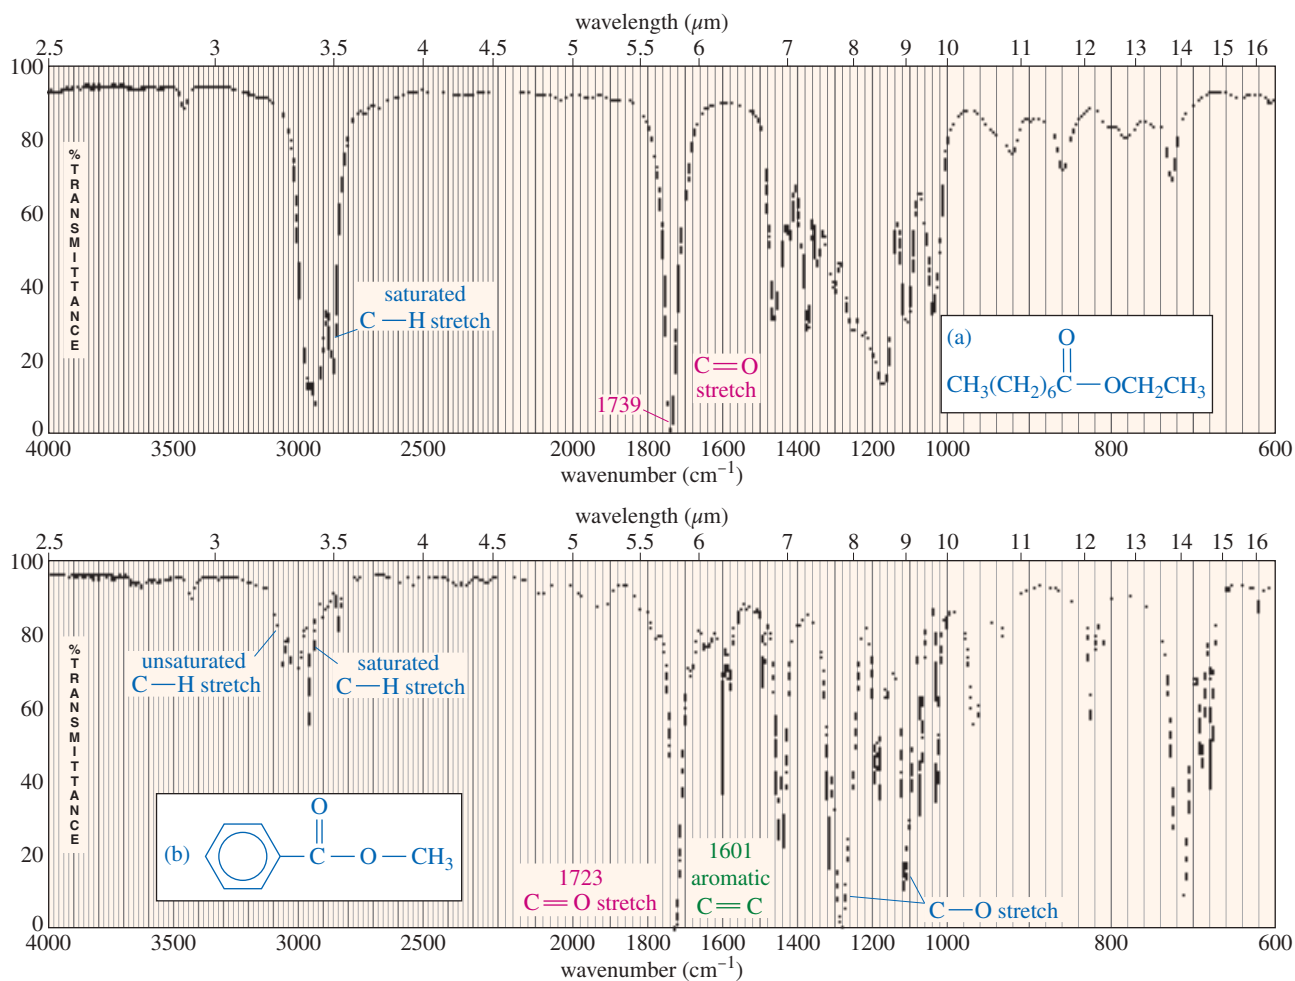 wavelength (μm)
2.5 3 3.5 4 4.5 5 5.5 6 7 8 9 10 11 12 13 14 15 16
100
80
60
40
20
0
%
T
R
A
N
S
M
I
T
T
A
N
C
E
saturated
C—H stretch
1739
C=O
stretch
(a)
O
CH₃(CH₂)₆C—OCH₂CH₃
4000 3500 3000 2500 2000 1800 1600 1400 1200 1000 800 600
wavenumber (cm⁻¹)
wavelength (μm)
2.5 3 3.5 4 4.5 5 5.5 6 7 8 9 10 11 12 13 14 15 16
100
80
60
40
20
0
%
T
R
A
N
S
M
I
T
T
A
N
C
E
unsaturated
C—H stretch
saturated
C—H stretch
(b)
O
C—O—CH₃
1723
C=O stretch
1601
aromatic
C=C
C—O stretch
4000 3500 3000 2500 2000 1800 1600 1400 1200 1000 800 600
wavenumber (cm⁻¹)